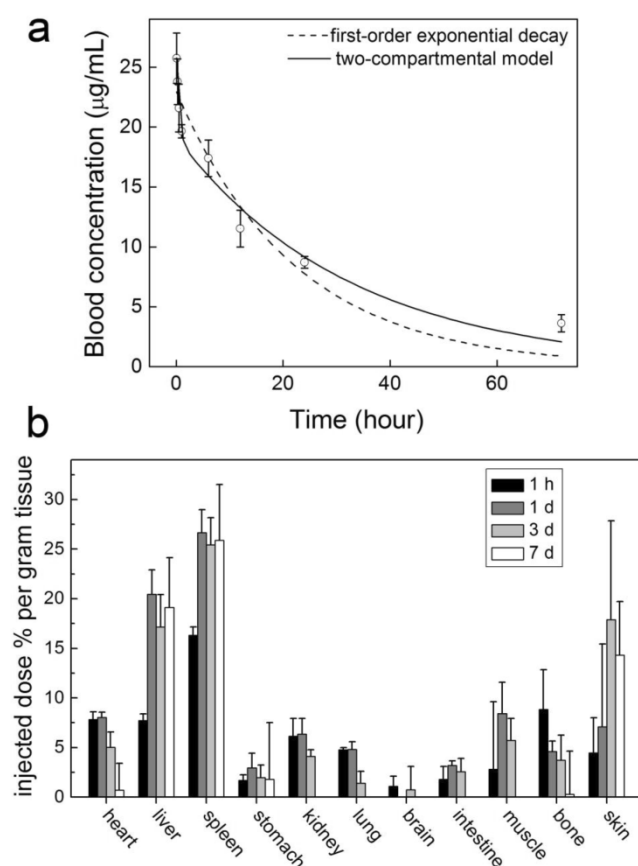 a
first-order exponential decay
two-compartmental model
Blood concentration (µg/mL)
25
20
15
10
5
0
0 20 40 60
Time (hour)
b
injected dose % per gram tissue
30
25
20
15
10
5
0
1 h
1 d
3 d
7 d
heart liver spleen stomach kidney lung brain intestine muscle bone skin